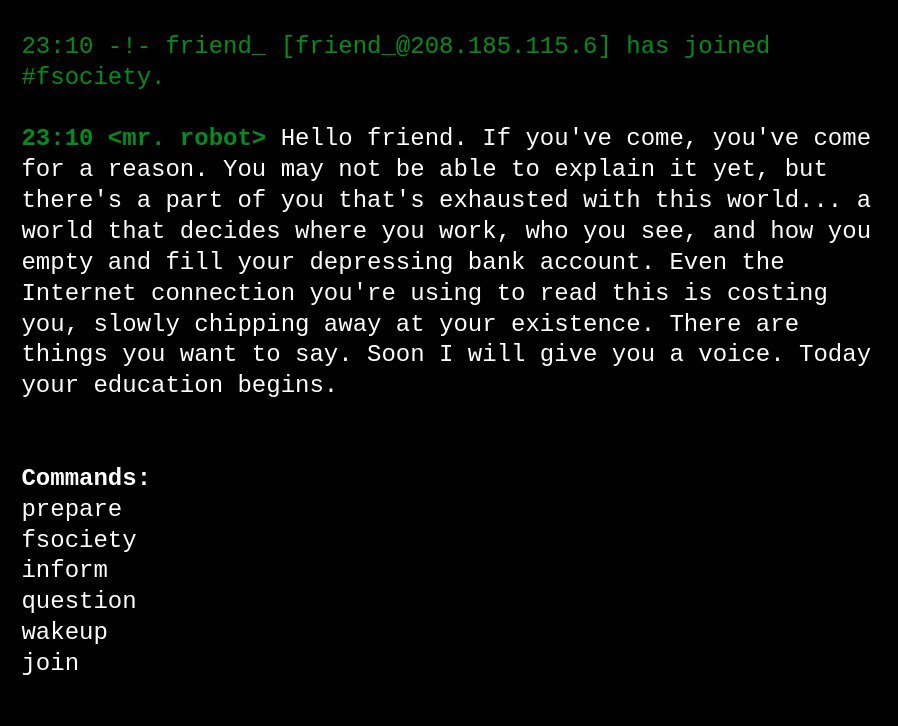 23:10 -!- friend_ [friend_@208.185.115.6] has joined
#fsociety.
23:10 <mr. robot> Hello friend. If you've come, you've come
for a reason. You may not be able to explain it yet, but
there's a part of you that's exhausted with this world... a
world that decides where you work, who you see, and how you
empty and fill your depressing bank account. Even the
Internet connection you're using to read this is costing
you, slowly chipping away at your existence. There are
things you want to say. Soon I will give you a voice. Today
your education begins.
Commands:
prepare
fsociety
inform
question
wakeup
join